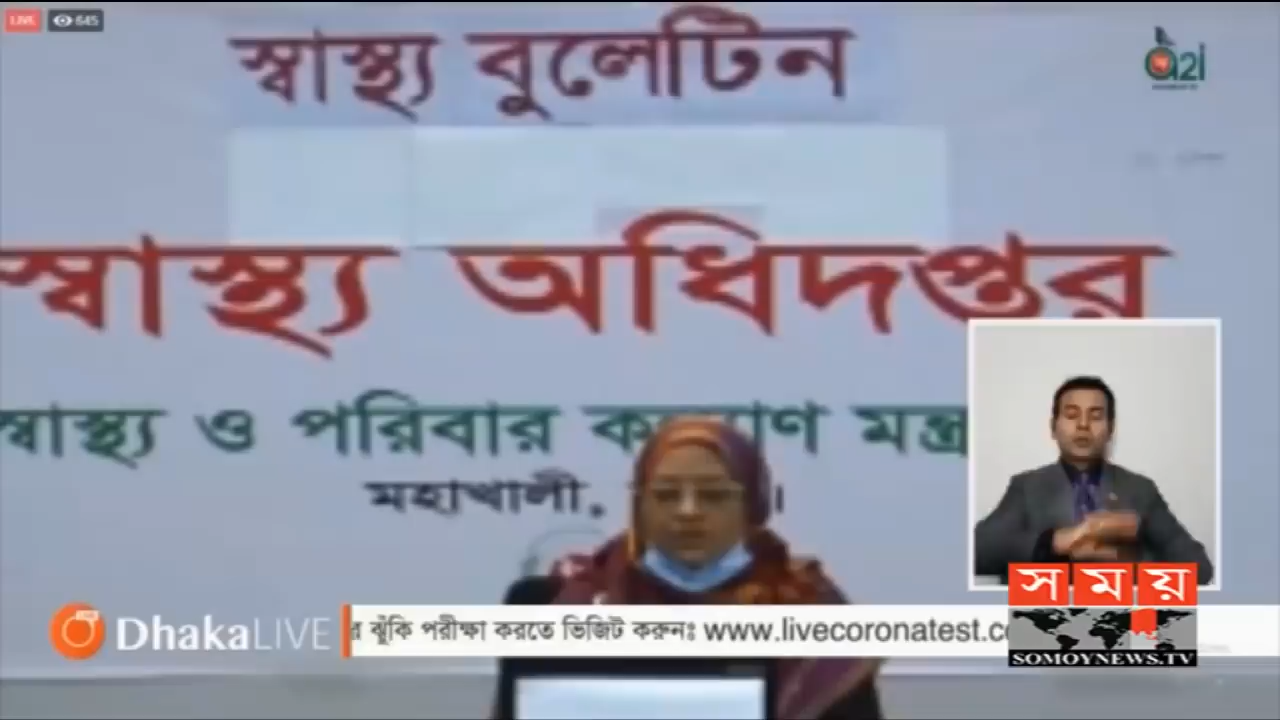 LIVE 645
স্বাস্থ্য বুলেটিন
a2i
স্বাস্থ্য অধিদপ্তর
স্বাস্থ্য ও পরিবার কল্যাণ মন্ত্র
মহাখালী,
সময়
DhakaLIVE
র ঝুঁকি পরীক্ষা করতে ভিজিট করুনঃ www.livecoronatest.co
SOMOYNEWS.TV